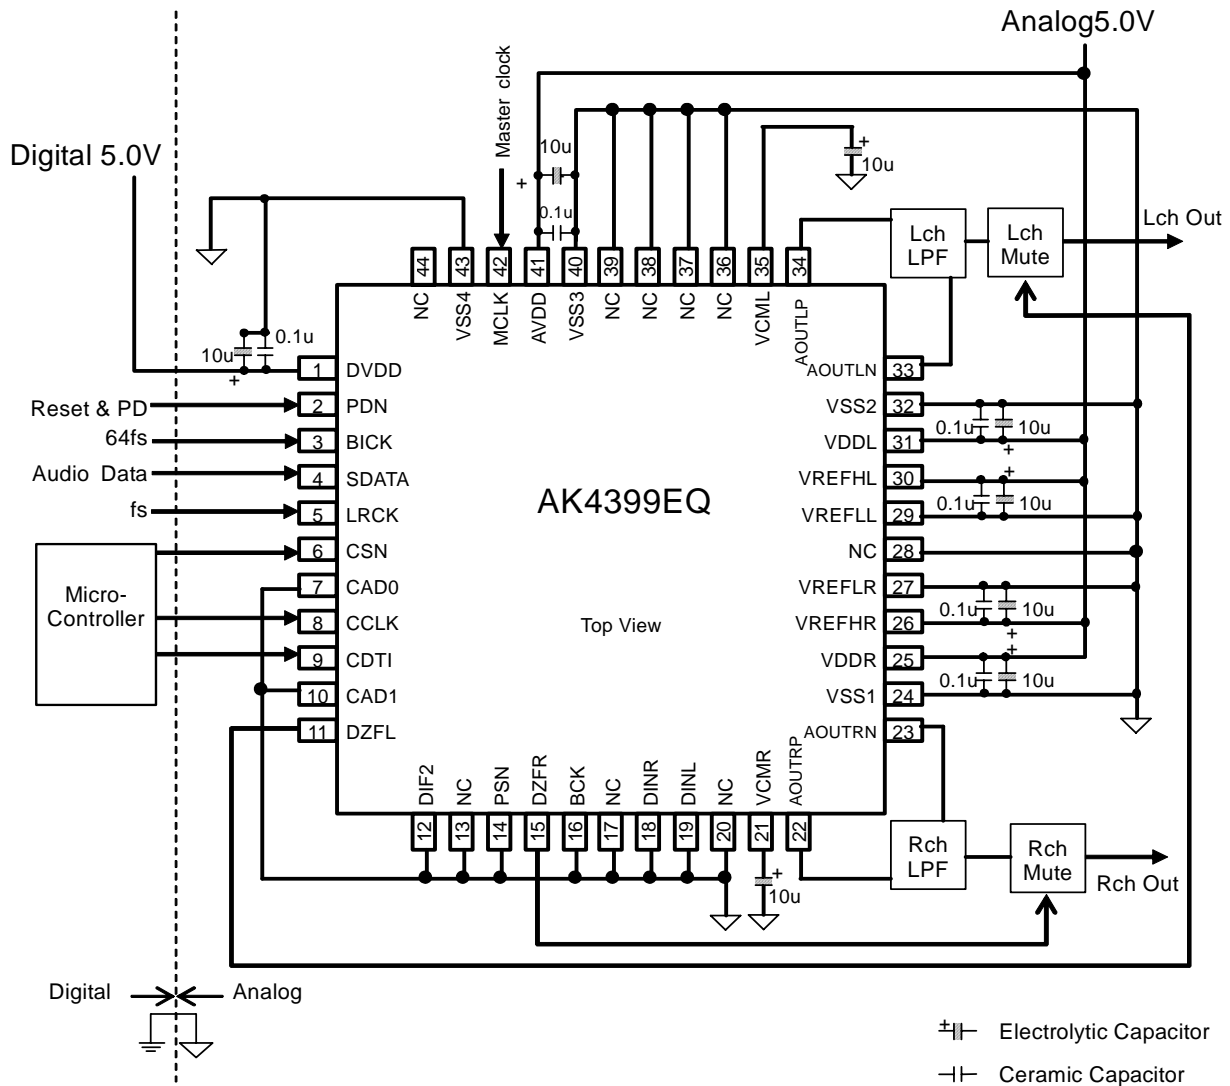 Analog5.0V
Master clock
Digital 5.0V
10u
+
0.1u
+
10u
Lch Out
Lch
LPF
Lch
Mute
44
43
42
41
40
39
38
37
36
35
34
NC
VSS4
MCLK
AVDD
VSS3
NC
NC
NC
NC
VCML
AOUTLP
10u
0.1u
+
1
DVDD
Reset & PD
2
PDN
64fs
3
BICK
Audio Data
4
SDATA
fs
5
LRCK
6
CSN
Micro-
Controller
7
CAD0
8
CCLK
9
CDTI
10
CAD1
11
DZFL
AK4399EQ
Top View
AOUTLN
33
VSS2
32
0.1u
10u
VDDL
31
+
+
VREFHL
30
0.1u
10u
VREFLL
29
NC
28
VREFLR
27
0.1u
10u
VREFHR
26
+
+
VDDR
25
0.1u
10u
VSS1
24
AOUTRN
23
DIF2
NC
PSN
DZFR
BCK
NC
DINR
DINL
NC
VCMR
AOUTRP
12
13
14
15
16
17
18
19
20
21
22
+
10u
Rch
LPF
Rch
Mute
Rch Out
Digital
Analog
+
Electrolytic Capacitor
Ceramic Capacitor